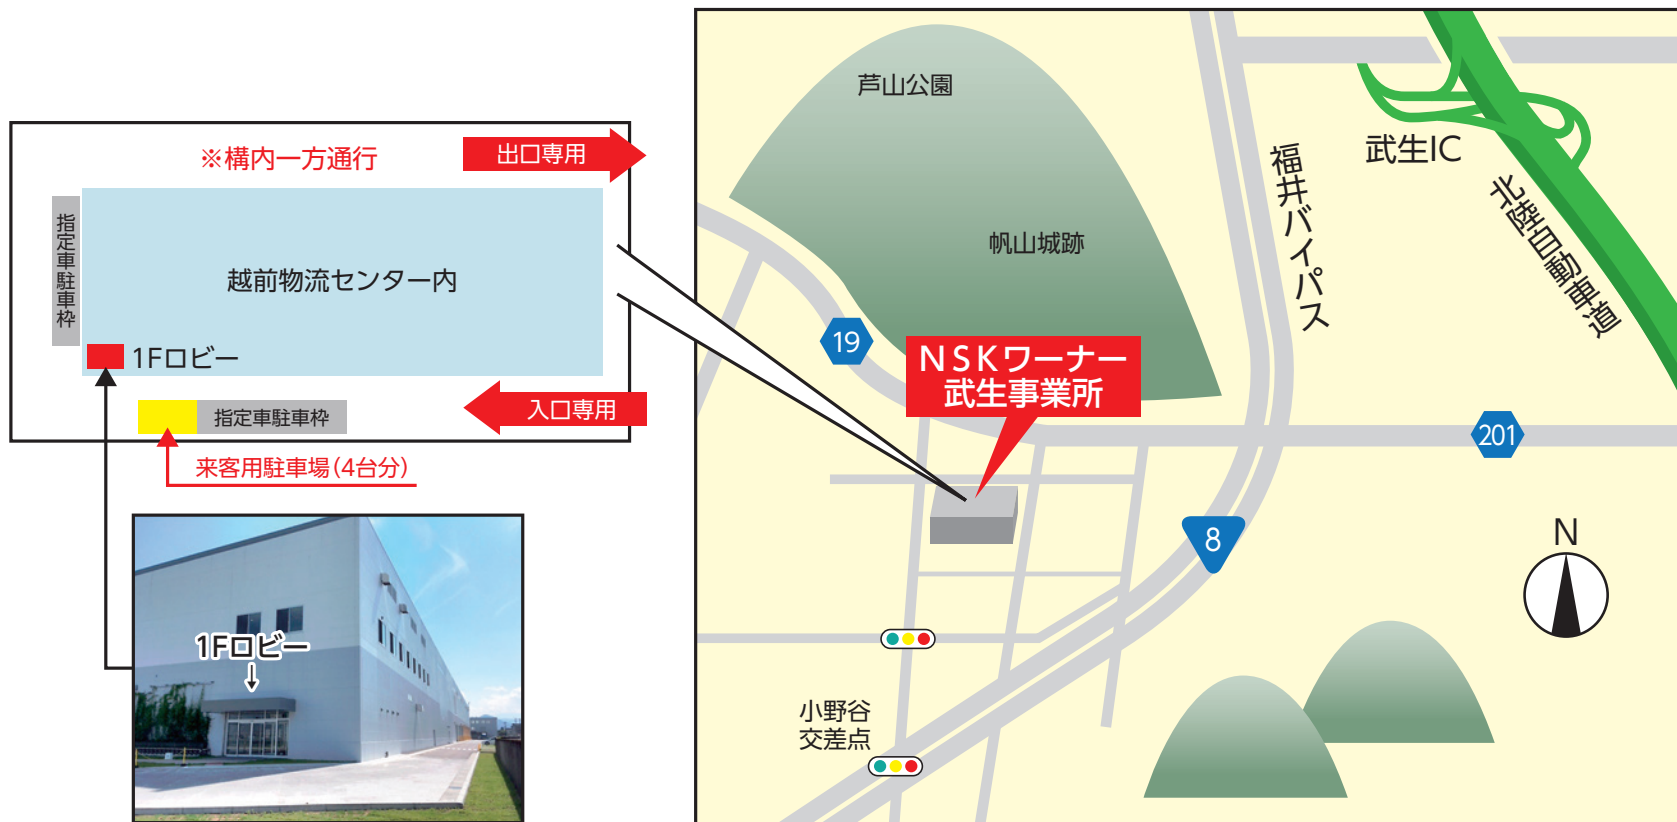 ※構内一方通行
出口専用
指定車駐車枠
越前物流センター内
1Fロビー
指定車駐車枠
入口専用
来客用駐車場(4台分)
1Fロビー
↓
芦山公園
帆山城跡
福井バイパス
武生IC
北陸自動車道
19
NSKワーナー
武生事業所
201
8
N
小野谷
交差点